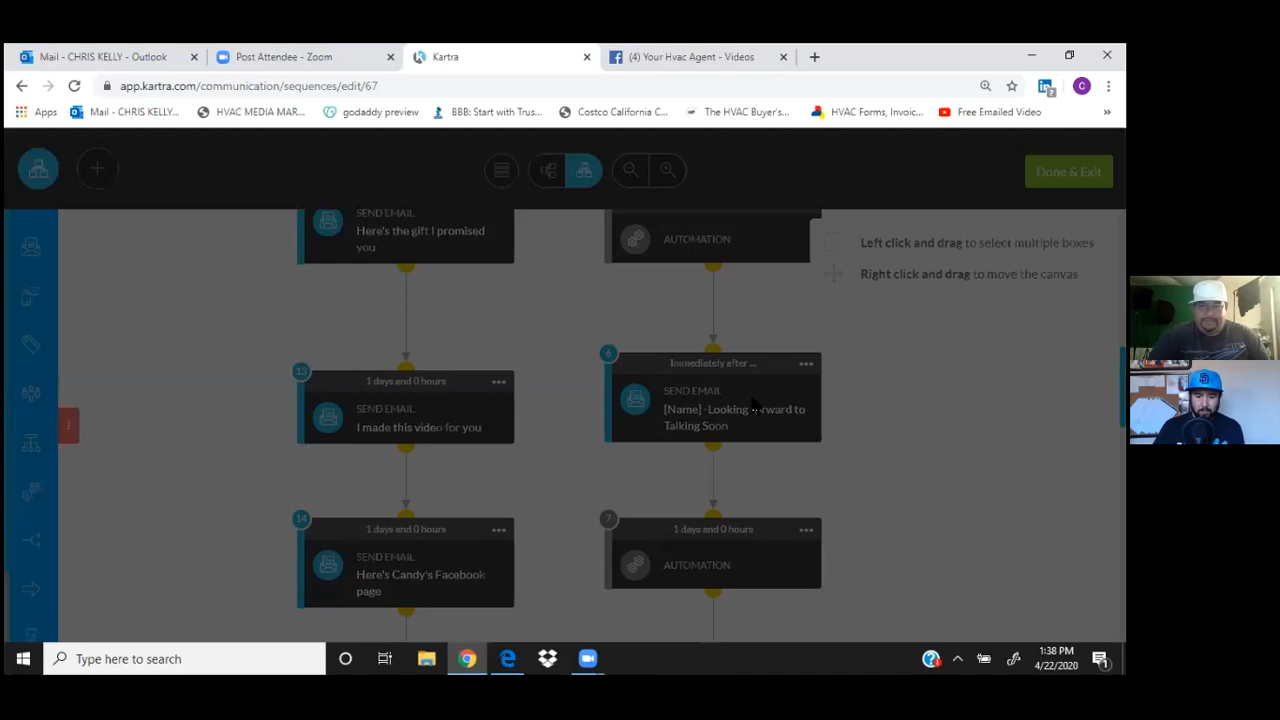 Mail - CHRIS KELLY - Outlook
Post Attendee - Zoom
Kartra
(4) Your Hvac Agent - Videos
app.kartra.com/communication/sequences/edit/67
Apps
Mail - CHRIS KELLY...
HVAC MEDIA MAR...
godaddy preview
BBB: Start with Trus...
Costco California C...
The HVAC Buyer's...
HVAC Forms, Invoic...
Free Emailed Video
Done & Exit
SEND EMAIL
Here's the gift I promised
you
AUTOMATION
Left click and drag to select multiple boxes
Right click and drag to move the canvas
13
1 days and 0 hours
SEND EMAIL
I made this video for you
6
Immediately after ...
SEND EMAIL
[Name] -Looking forward to
Talking Soon
14
1 days and 0 hours
SEND EMAIL
Here's Candy's Facebook
page
7
1 days and 0 hours
AUTOMATION
Type here to search
1:38 PM
4/22/2020